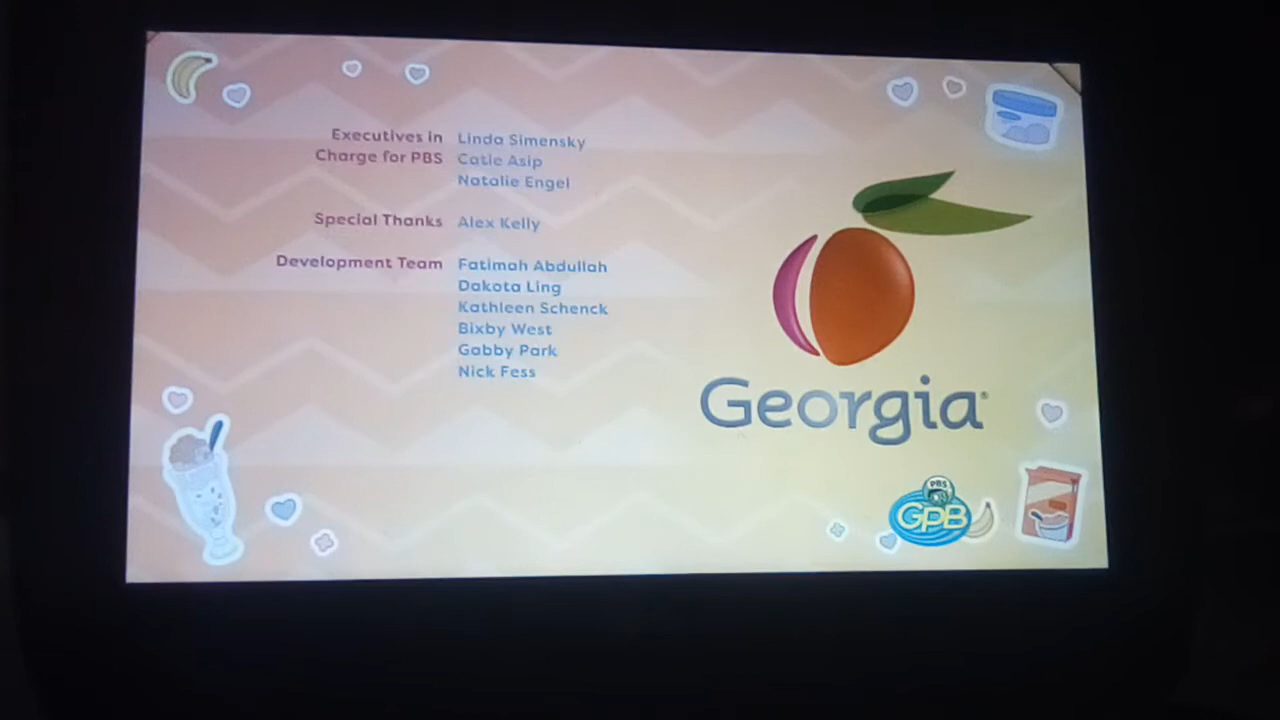 Executives in Linda Simensky
Charge for PBS Catie Asip
Natalie Engel
Special Thanks Alex Kelly
Development Team Fatimah Abdullah
Dakota Ling
Kathleen Schenck
Bixby West
Gabby Park
Nick Fess
Georgia®
PBS
GPB